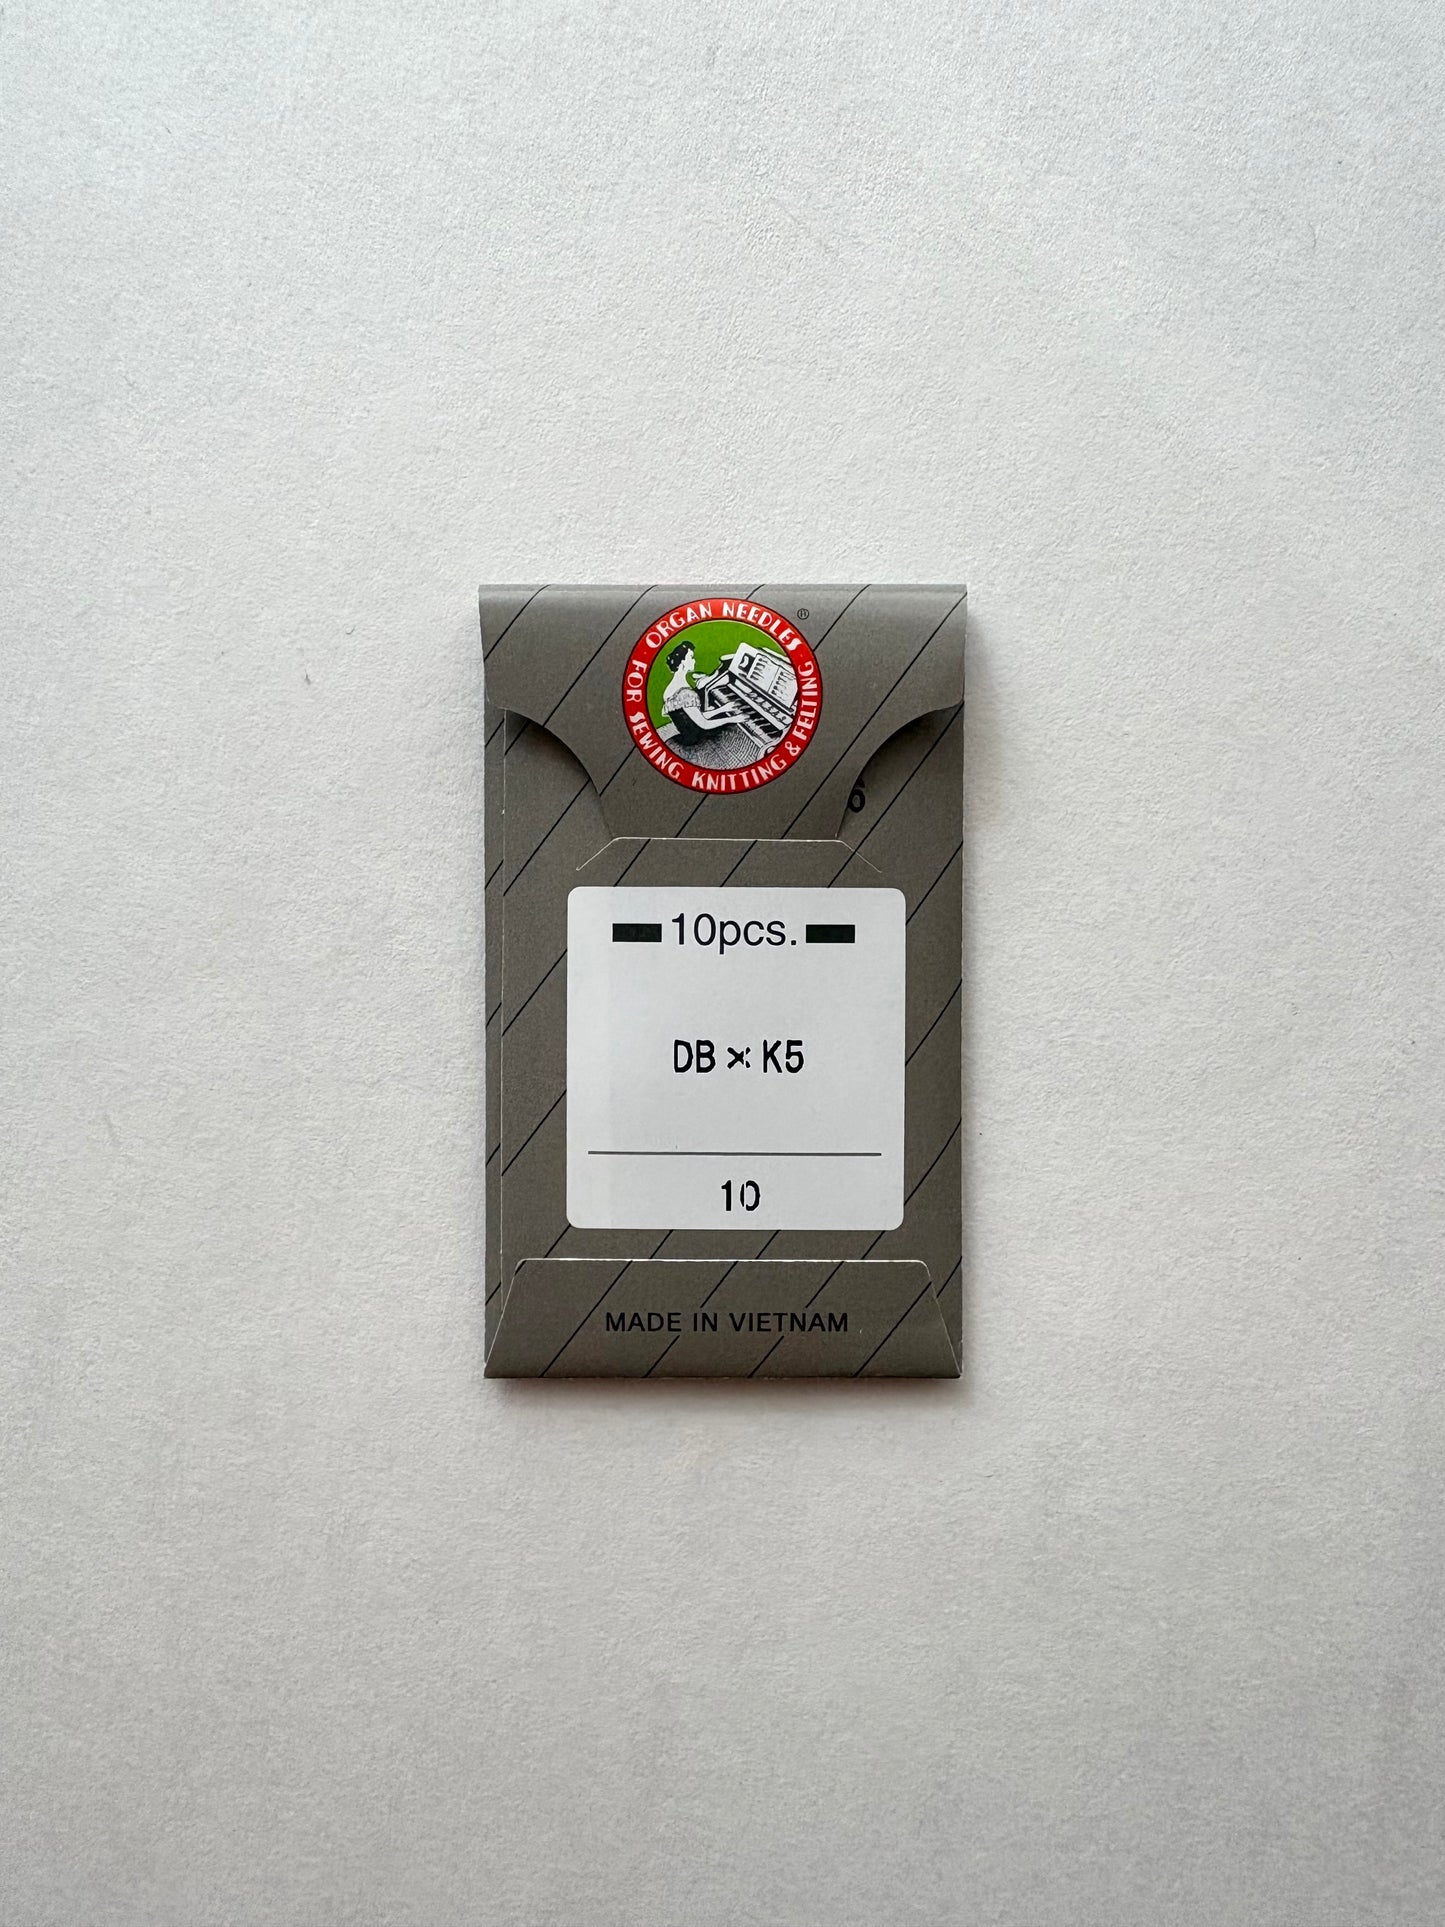 ORGAN NEEDLES ®
FOR SEWING KNITTING & FELTING
10pcs.
DB × K5
10
MADE IN VIETNAM